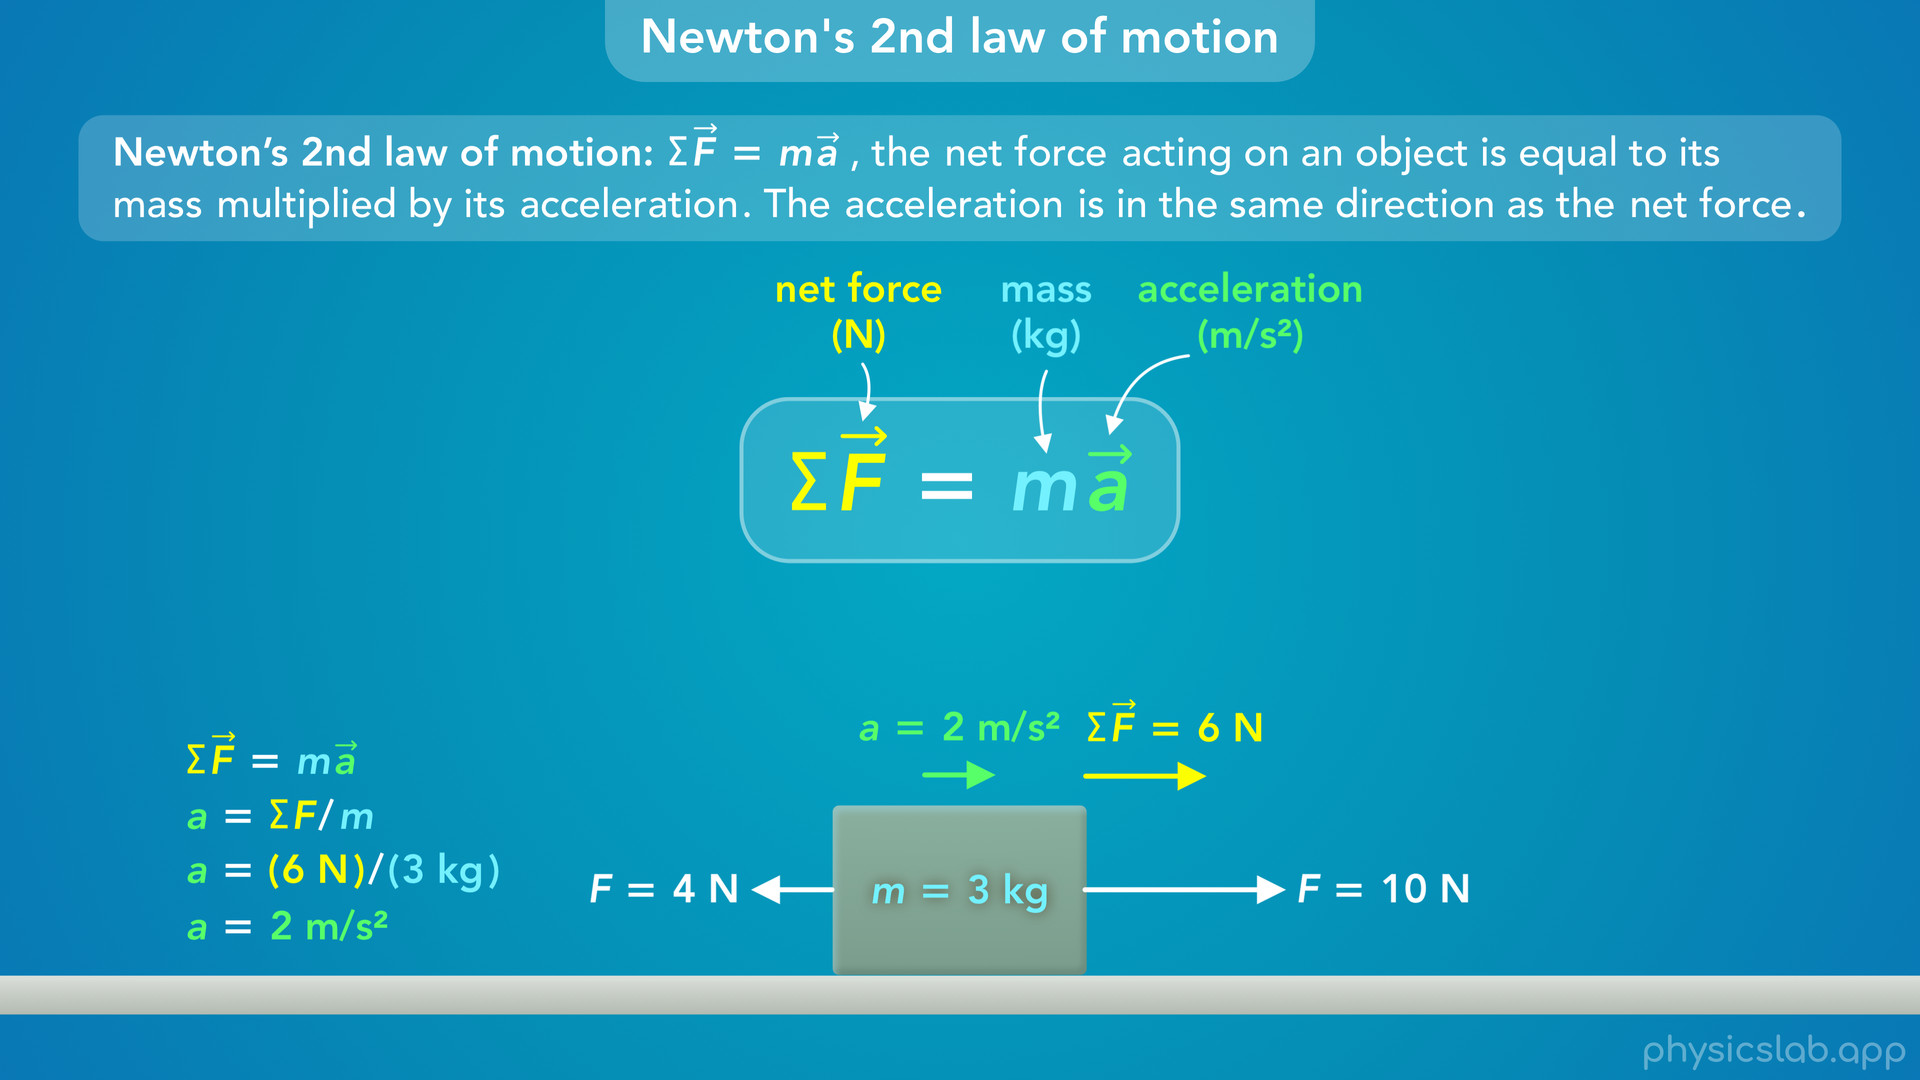 Newton's 2nd law of motion
Newton’s 2nd law of motion: ΣF⃗ = ma⃗ , the net force acting on an object is equal to its
mass multiplied by its acceleration. The acceleration is in the same direction as the net force.
net force mass acceleration
(N) (kg) (m/s²)
ΣF⃗ = ma⃗
a = 2 m/s² ΣF⃗ = 6 N
ΣF⃗ = ma⃗
a = ΣF/m
a = (6 N)/(3 kg)
a = 2 m/s²
F = 4 N m = 3 kg F = 10 N
physicslab.app